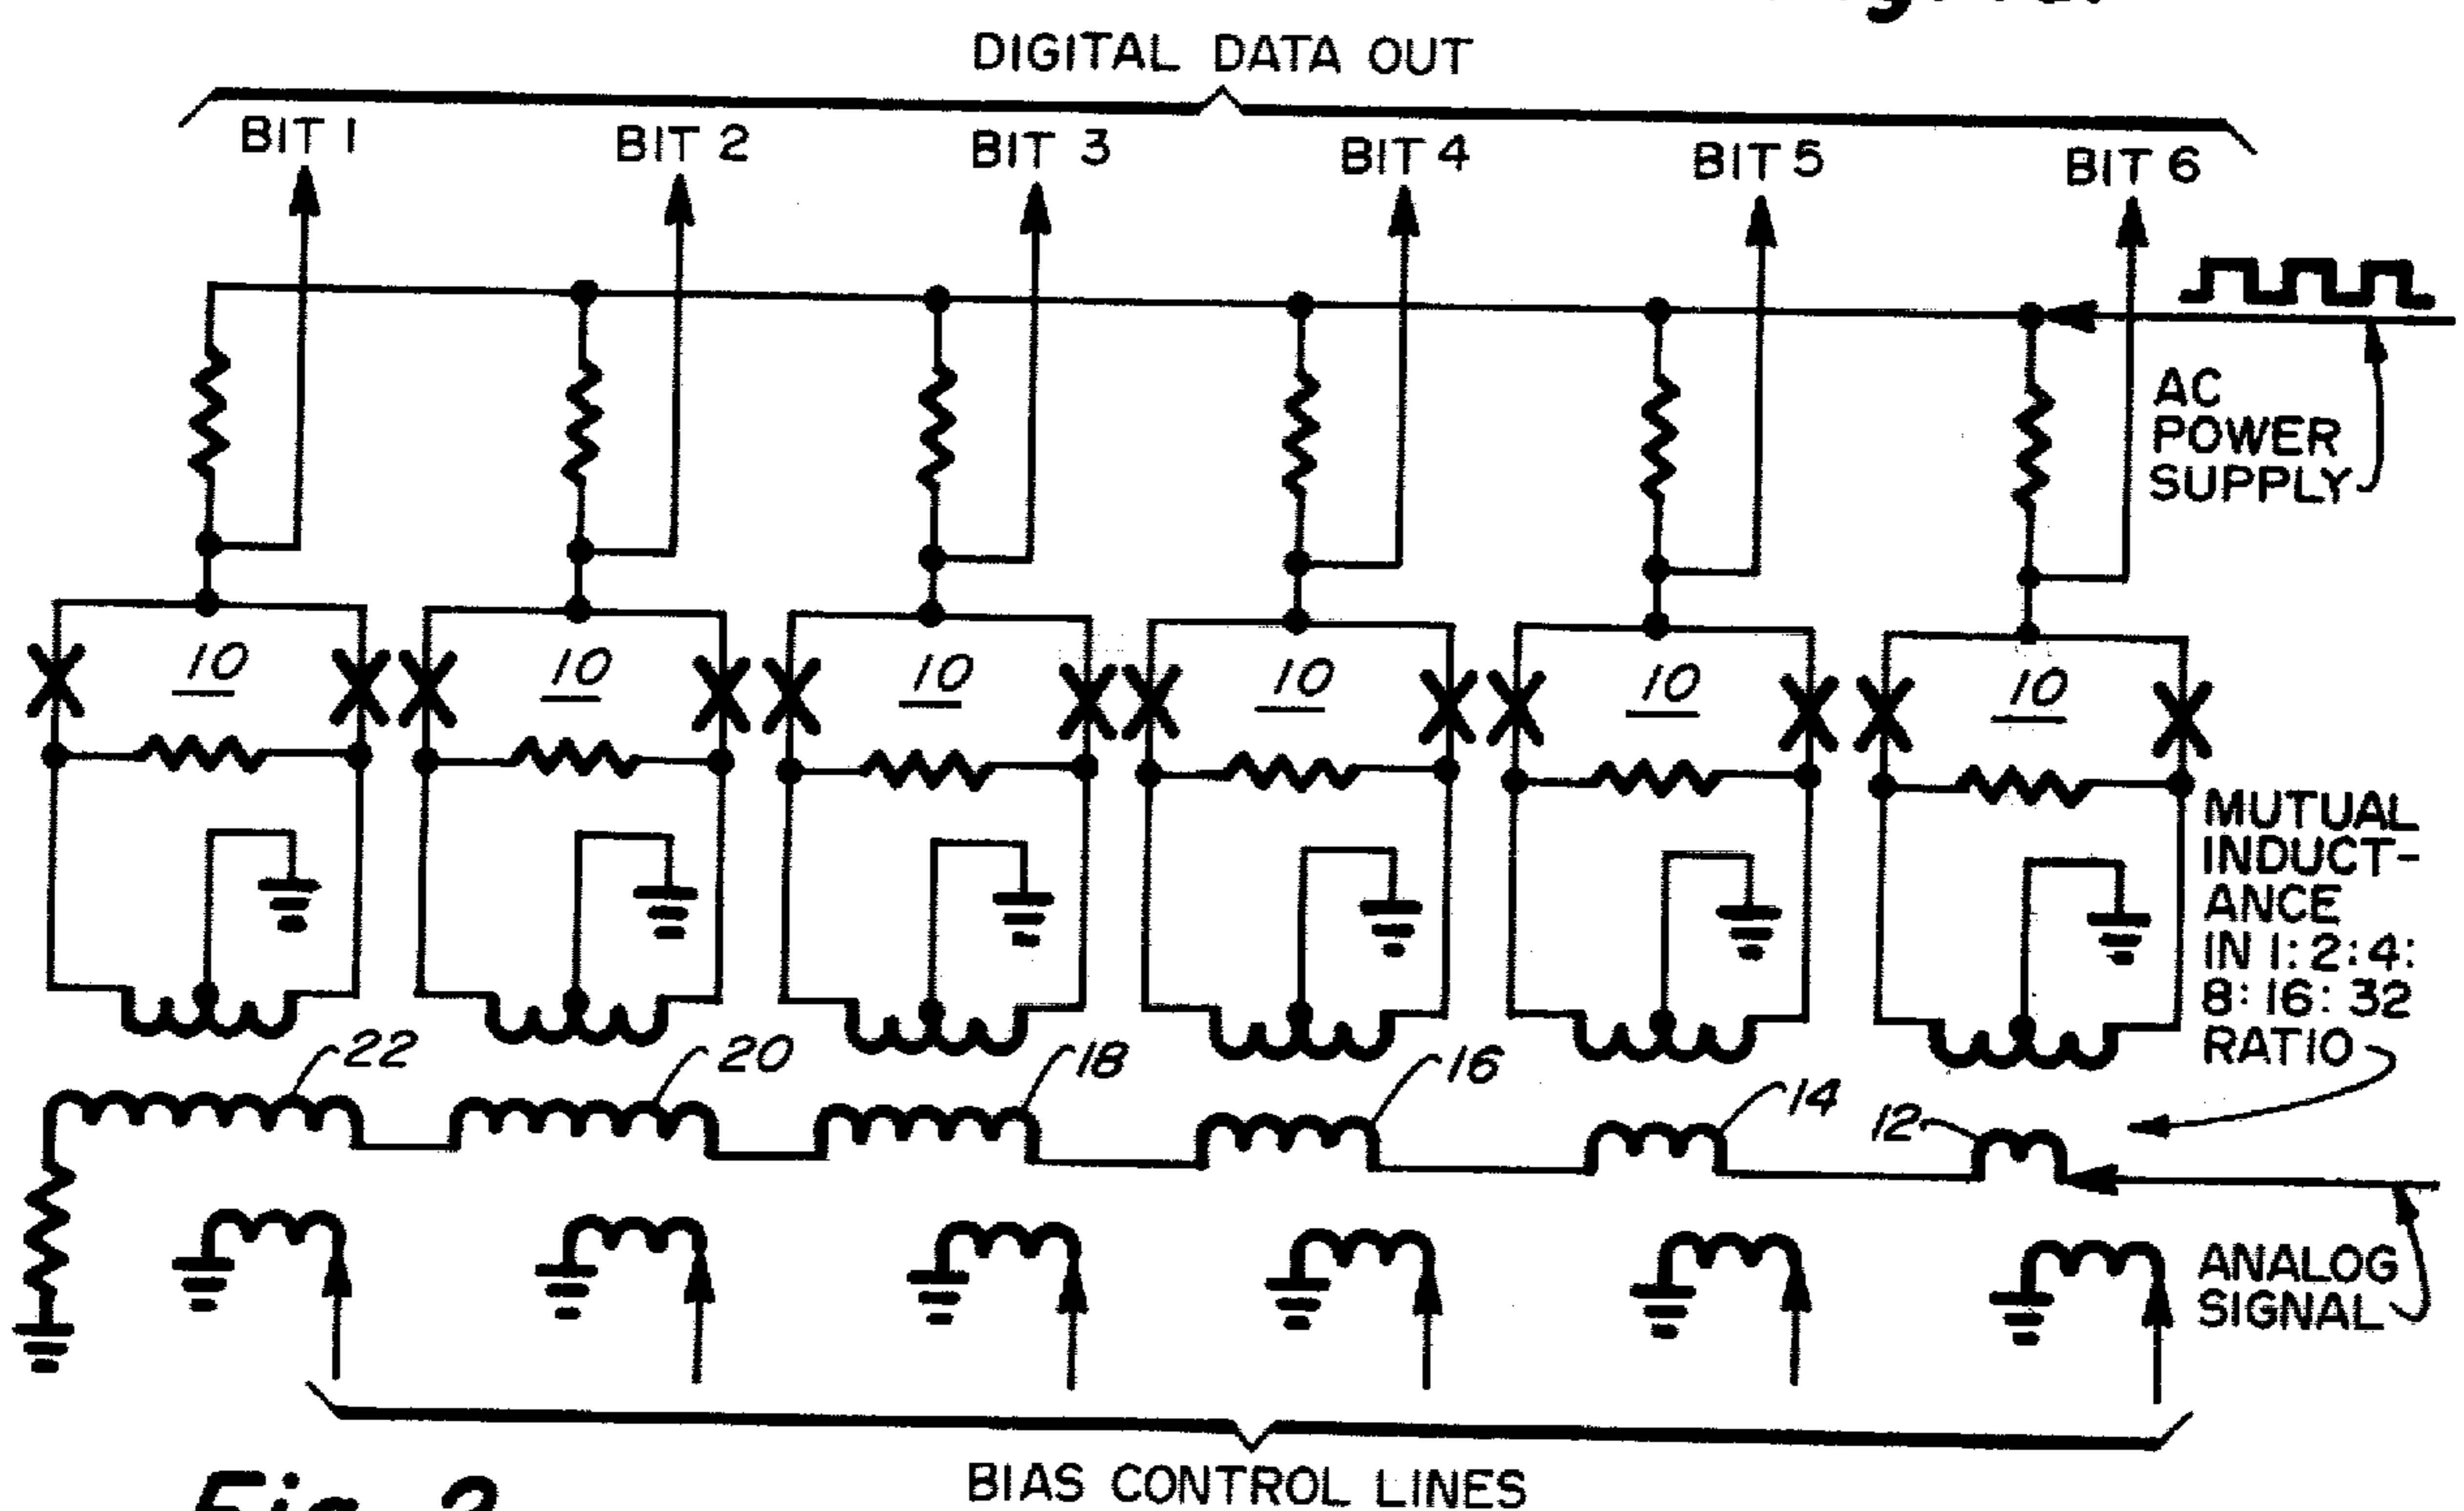 DIGITAL DATA OUT
BIT 1 BIT 2 BIT 3 BIT 4 BIT 5 BIT 6
AC
POWER
SUPPLY
10 10 10 10 10 10
MUTUAL
INDUCT-
ANCE
IN 1:2:4:
8:16:32
RATIO
22 20 18 16 14 12
ANALOG
SIGNAL
BIAS CONTROL LINES